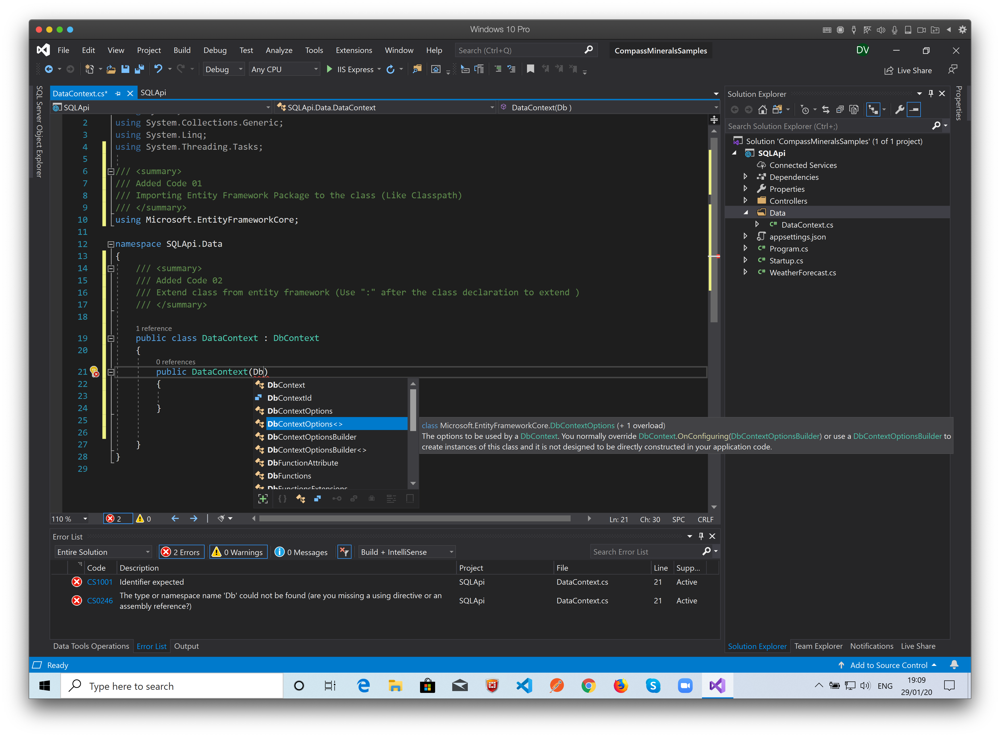 Windows 10 Pro
File Edit View Project Build Debug Test Analyze Tools Extensions Window Help Search (Ctrl+Q) CompassMineralsSamples DV
Debug Any CPU IIS Express Live Share
SQL Server Object Explorer
DataContext.cs* SQLApi
SQLApi SQLApi.Data.DataContext DataContext(Db )
2 using System.Collections.Generic;
3 using System.Linq;
4 using System.Threading.Tasks;
5
6 /// <summary>
7 /// Added Code 01
8 /// Importing Entity Framework Package to the class (Like Classpath)
9 /// </summary>
10 using Microsoft.EntityFrameworkCore;
11
12 namespace SQLApi.Data
13 {
14 /// <summary>
15 /// Added Code 02
16 /// Extend class from entity framework (Use ":" after the class declaration to extend )
17 /// </summary>
18
1 reference
19 public class DataContext : DbContext
20 {
0 references
21 public DataContext(Db)
22 {
23
24 }
25
26
27 }
28 }
29
DbContext
DbContextId
DbContextOptions
DbContextOptions<>
DbContextOptionsBuilder
DbContextOptionsBuilder<>
DbFunctionAttribute
DbFunctions
DbFunctionsExtensions
class Microsoft.EntityFrameworkCore.DbContextOptions (+ 1 overload)
The options to be used by a DbContext. You normally override DbContext.OnConfiguring(DbContextOptionsBuilder) or use a DbContextOptionsBuilder to
create instances of this class and it is not designed to be directly constructed in your application code.
110 % 2 0 Ln: 21 Ch: 30 SPC CRLF
Error List
Entire Solution 2 Errors 0 Warnings 0 Messages Build + IntelliSense Search Error List
Code Description Project File Line Supp...
CS1001 Identifier expected SQLApi DataContext.cs 21 Active
CS0246 The type or namespace name 'Db' could not be found (are you missing a using directive or an
assembly reference?) SQLApi DataContext.cs 21 Active
Data Tools Operations Error List Output
Solution Explorer
Search Solution Explorer (Ctrl+;)
Solution 'CompassMineralsSamples' (1 of 1 project)
SQLApi
Connected Services
Dependencies
Properties
Controllers
Data
C# DataContext.cs
appsettings.json
C# Program.cs
C# Startup.cs
C# WeatherForecast.cs
Properties
Solution Explorer Team Explorer Notifications Live Share
Ready Add to Source Control
Type here to search ENG 19:09
29/01/20